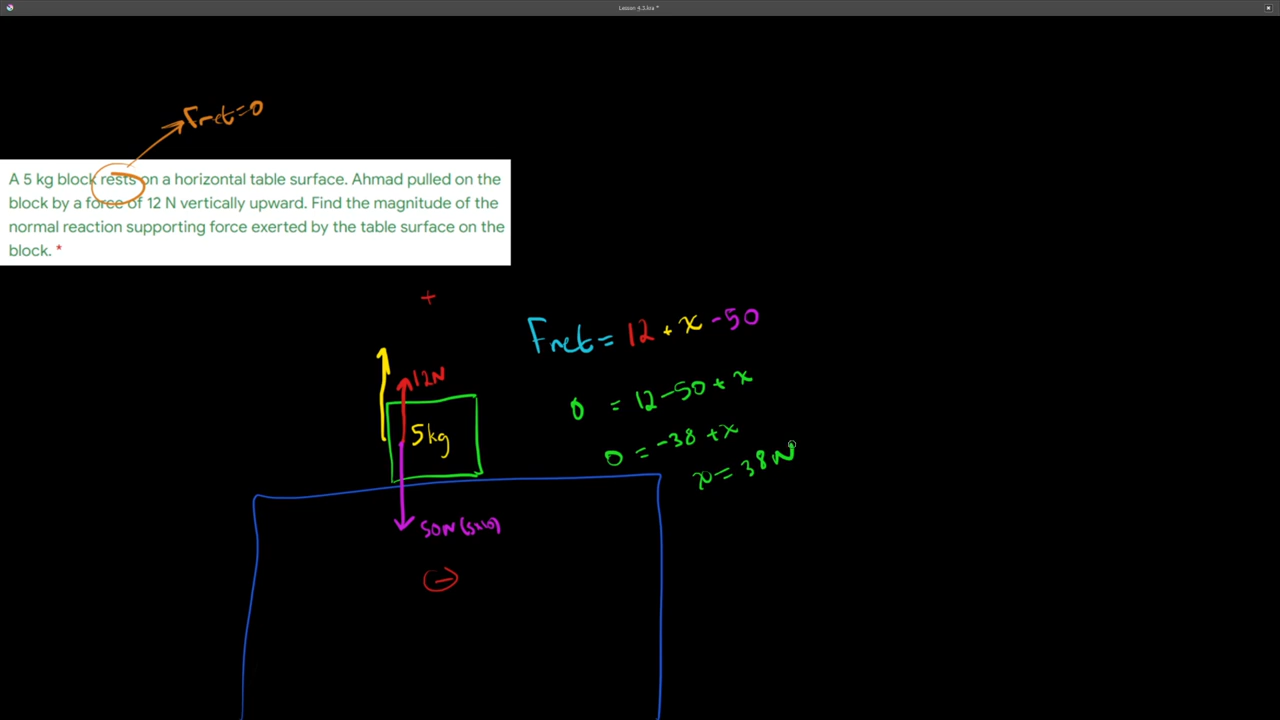 Lesson 4.3.kra *
Fnet=0
A 5 kg block rests on a horizontal table surface. Ahmad pulled on the
block by a force of 12 N vertically upward. Find the magnitude of the
normal reaction supporting force exerted by the table surface on the
block. *
+
Fnet= 12 + x -50
12N
0 = 12-50 + x
5kg
0 = -38 + x
x = 38N
50N (5x10)
-